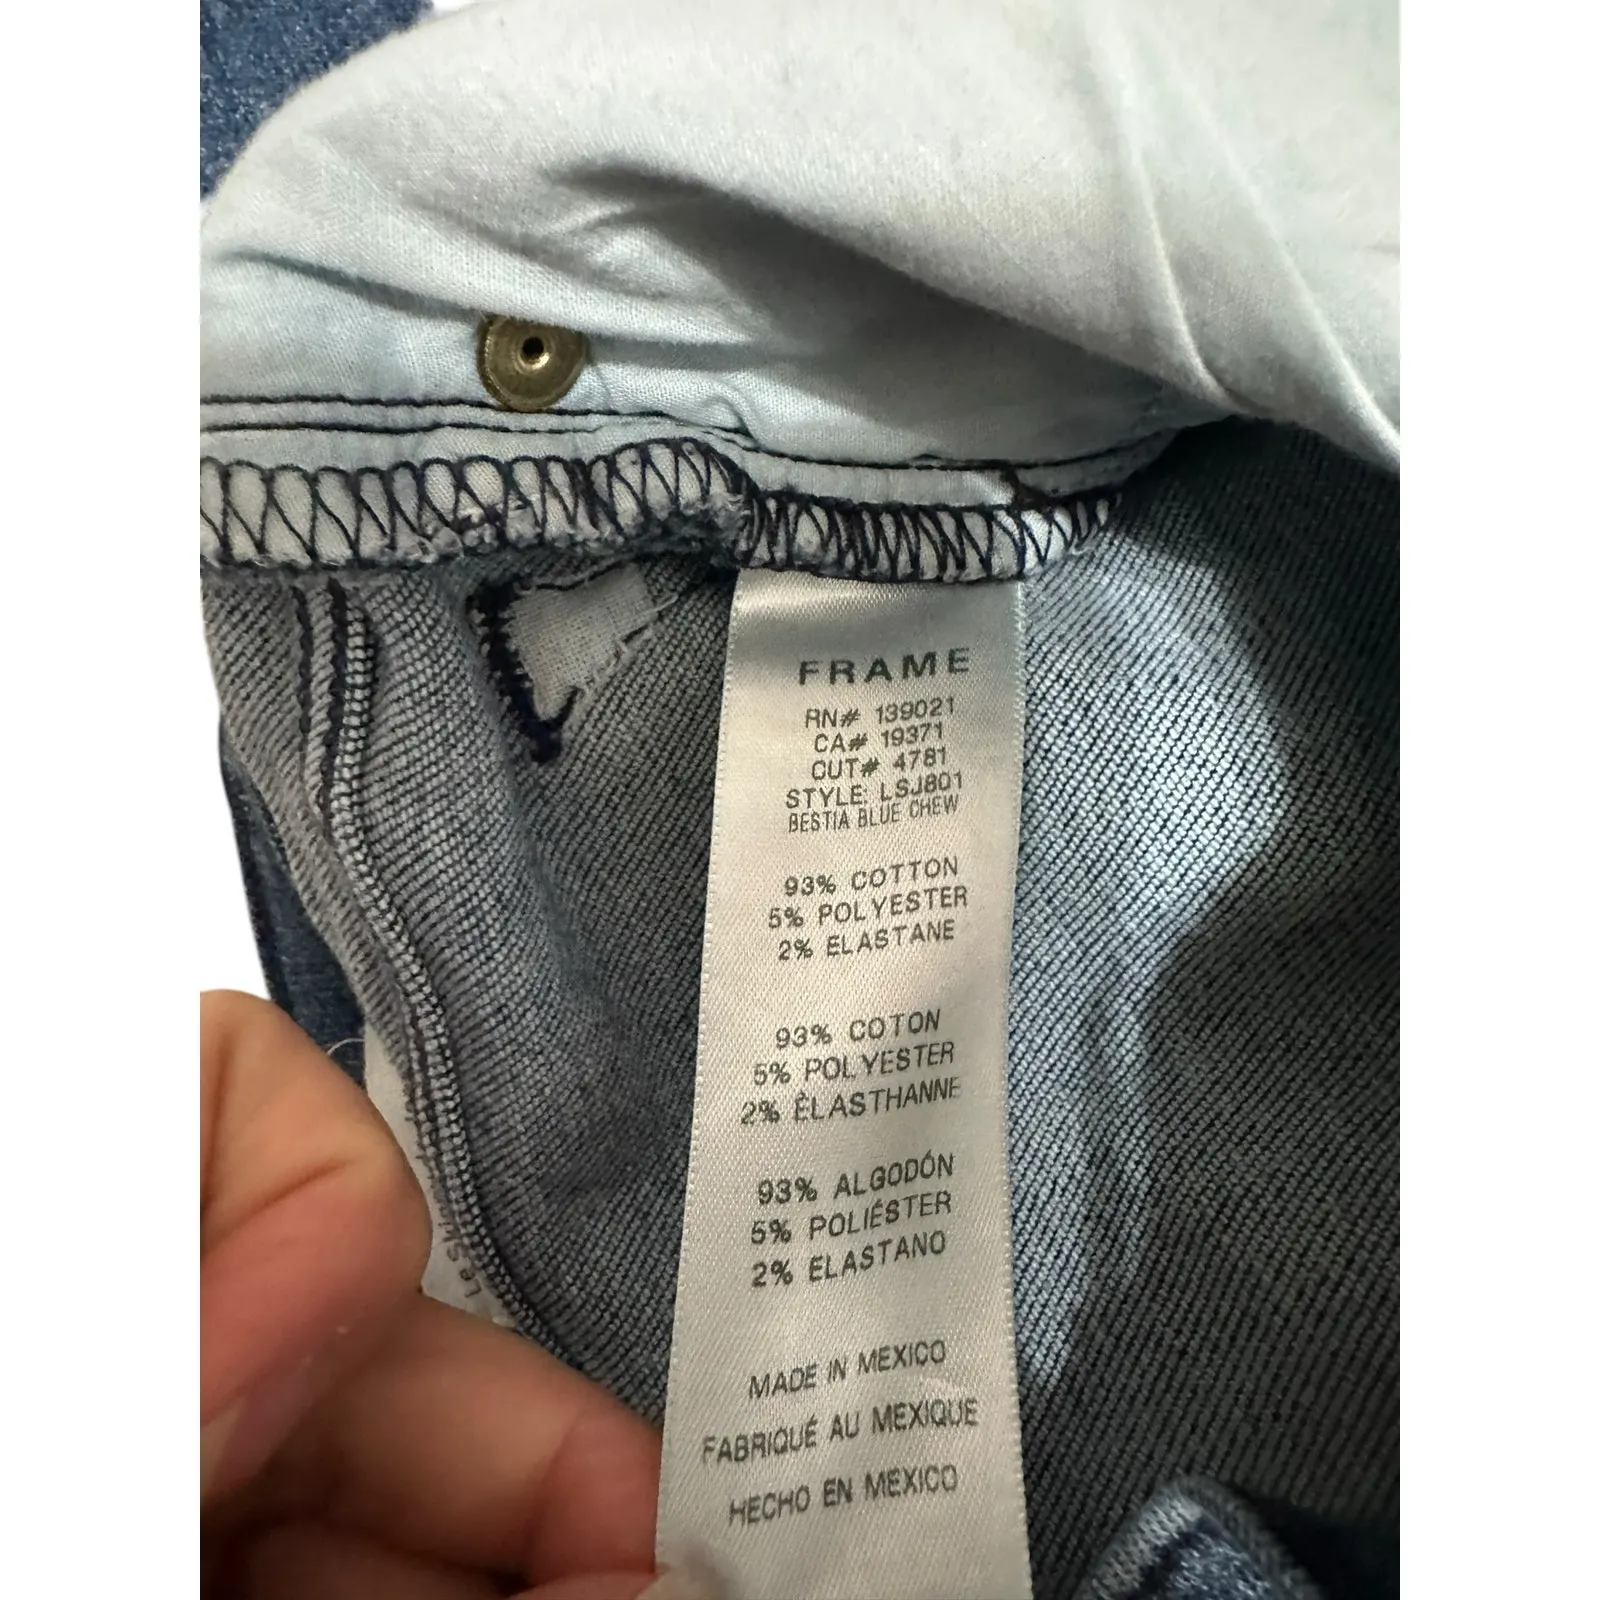 FRAME
RN# 139021
CA# 19371
CUT# 4781
STYLE: LSJ801
BESTIA BLUE CHEW
93% COTTON
5% POLYESTER
2% ELASTANE
93% COTON
5% POLYESTER
2% ÉLASTHANNE
93% ALGODÓN
5% POLIÉSTER
2% ELASTANO
MADE IN MEXICO
FABRIQUÉ AU MEXIQUE
HECHO EN MEXICO